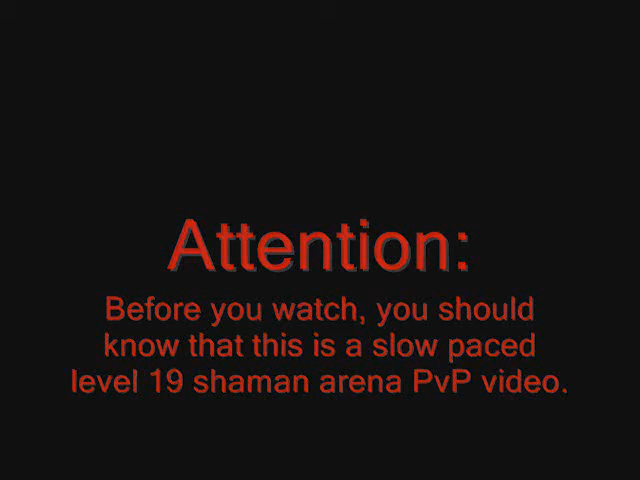 Attention:
Before you watch, you should
know that this is a slow paced
level 19 shaman arena PvP video.